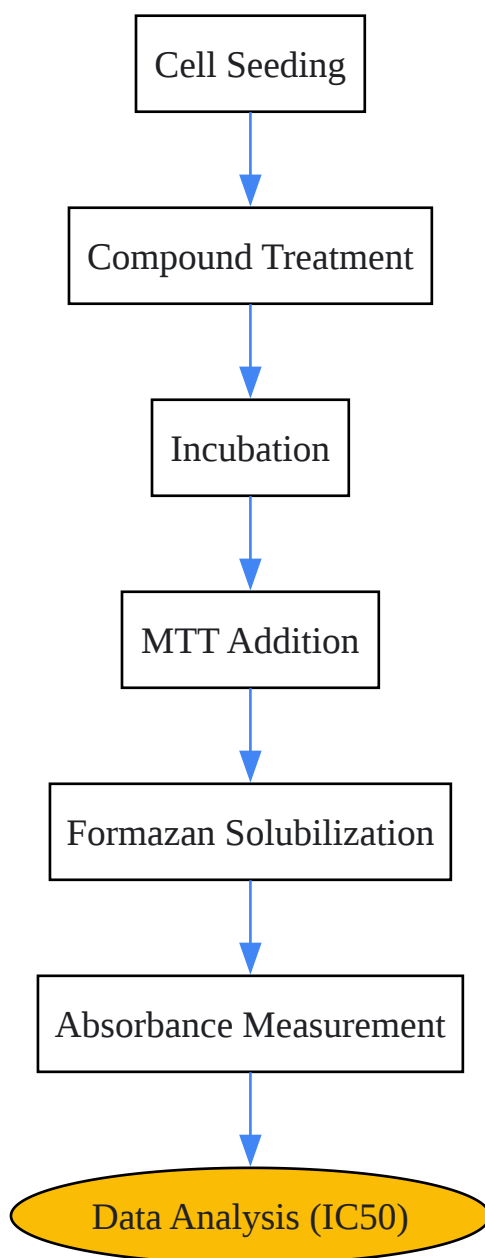 Cell Seeding
Compound Treatment
Incubation
MTT Addition
Formazan Solubilization
Absorbance Measurement
Data Analysis (IC50)